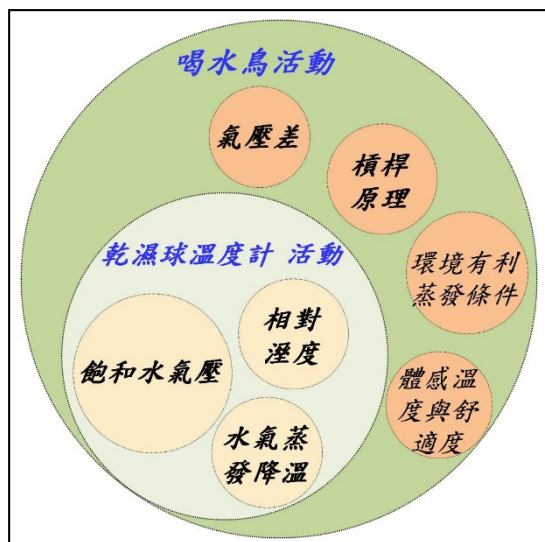 喝水鳥活動
氣壓差
槓桿
原理
乾濕球溫度計 活動
環境有利
蒸發條件
相對
溼度
飽和水氣壓
體感溫
度與舒
適度
水氣蒸
發降溫